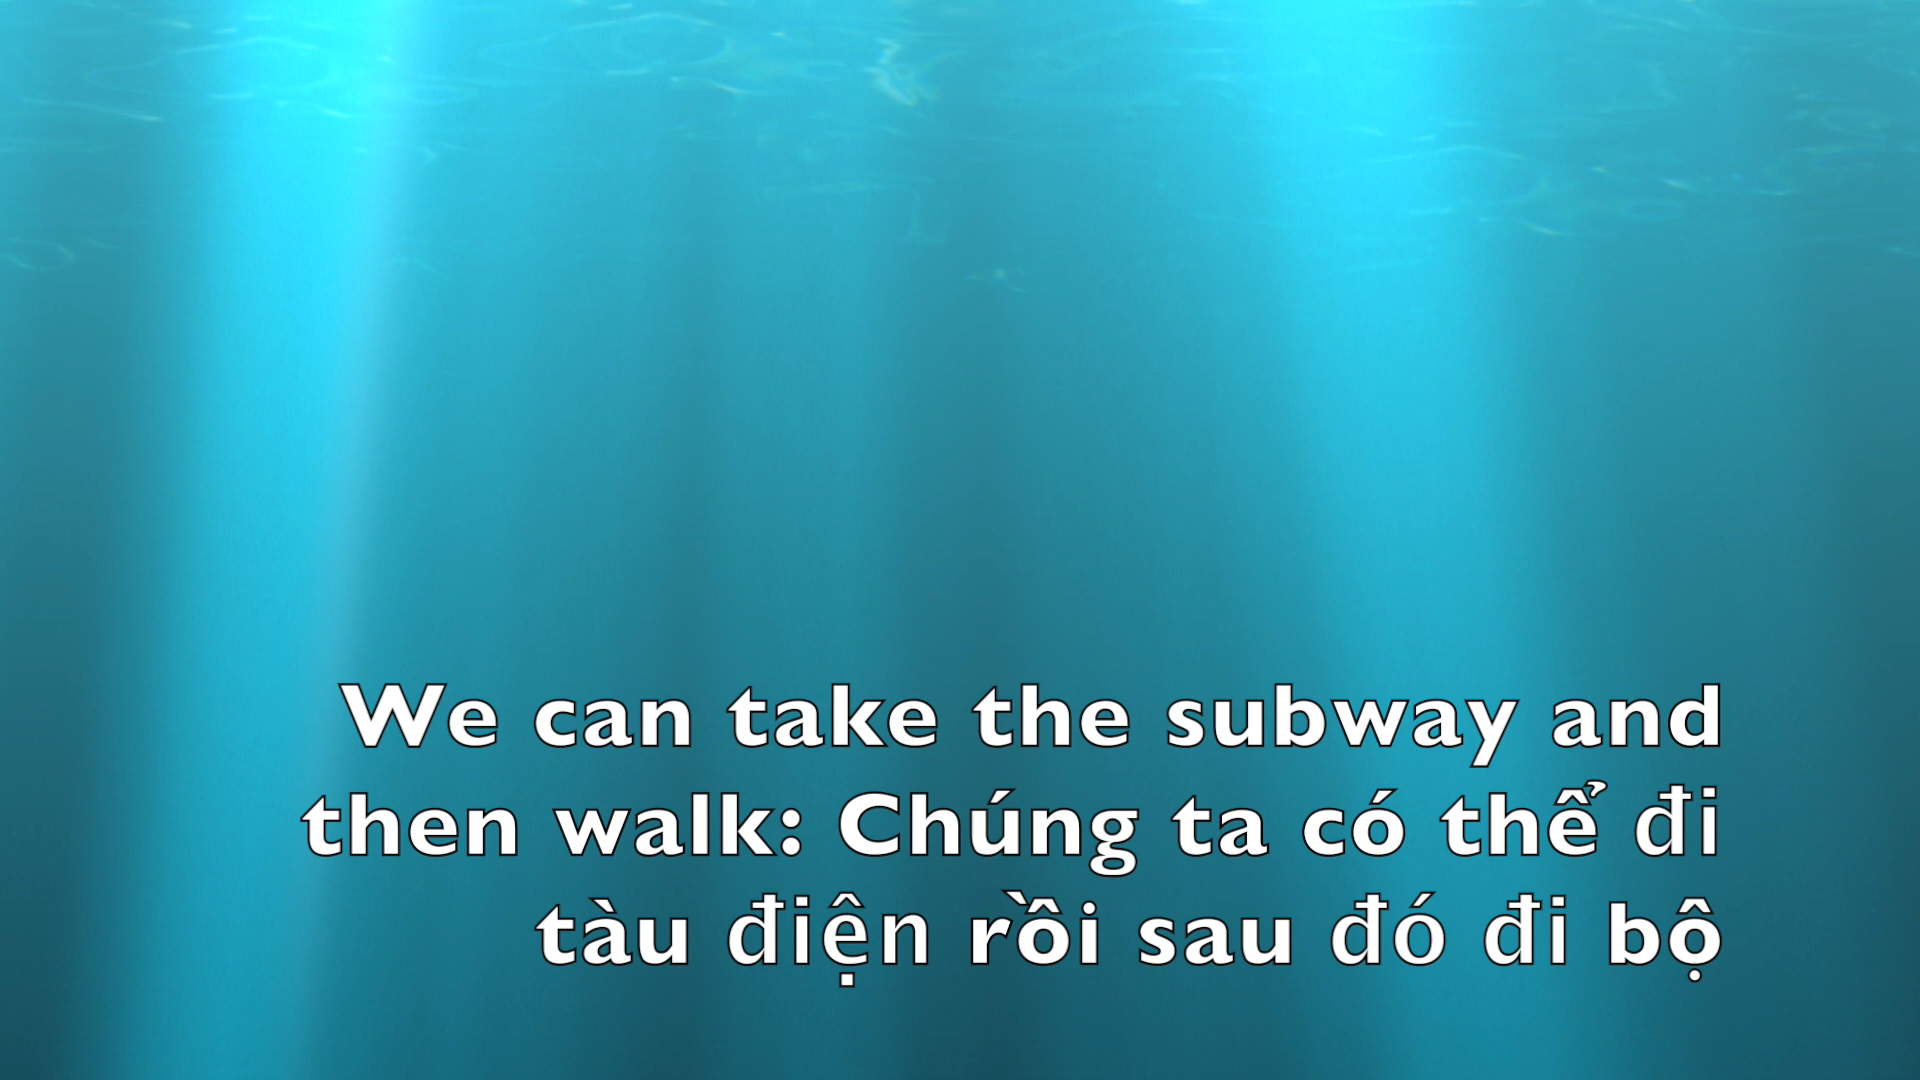 We can take the subway and
then walk: Chúng ta có thể đi
tàu điện rồi sau đó đi bộ